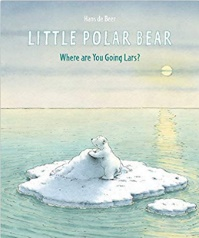 Hans de Beer
LITTLE POLAR BEAR
Where are You Going Lars?